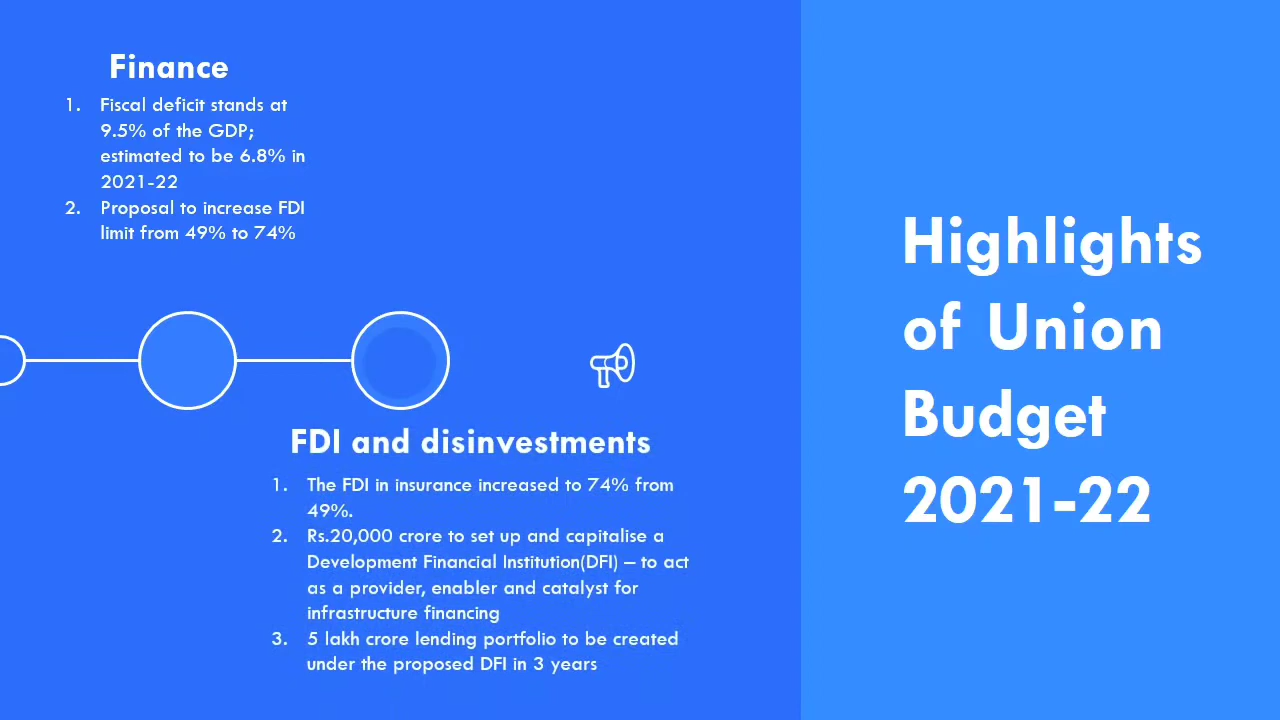 Finance
1. Fiscal deficit stands at
9.5% of the GDP;
estimated to be 6.8% in
2021-22
2. Proposal to increase FDI
limit from 49% to 74%
FDI and disinvestments
1. The FDI in insurance increased to 74% from
49%.
2. Rs.20,000 crore to set up and capitalise a
Development Financial Institution(DFI) – to act
as a provider, enabler and catalyst for
infrastructure financing
3. 5 lakh crore lending portfolio to be created
under the proposed DFI in 3 years
Highlights
of Union
Budget
2021-22